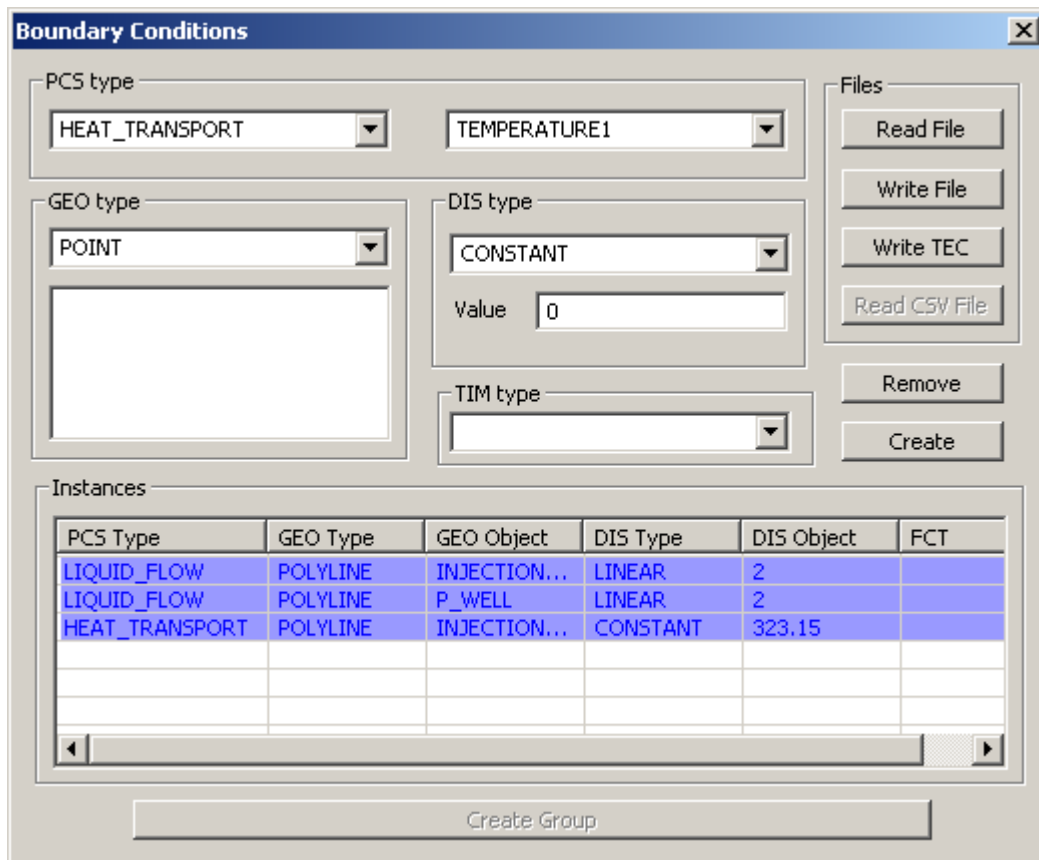 Boundary Conditions
PCS type
HEAT_TRANSPORT
TEMPERATURE1
Files
Read File
Write File
Write TEC
Read CSV File
GEO type
POINT
DIS type
CONSTANT
Value 0
TIM type
Remove
Create
Instances
PCS Type GEO Type GEO Object DIS Type DIS Object FCT
LIQUID_FLOW POLYLINE INJECTION... LINEAR 2
LIQUID_FLOW POLYLINE P_WELL LINEAR 2
HEAT_TRANSPORT POLYLINE INJECTION... CONSTANT 323.15
Create Group